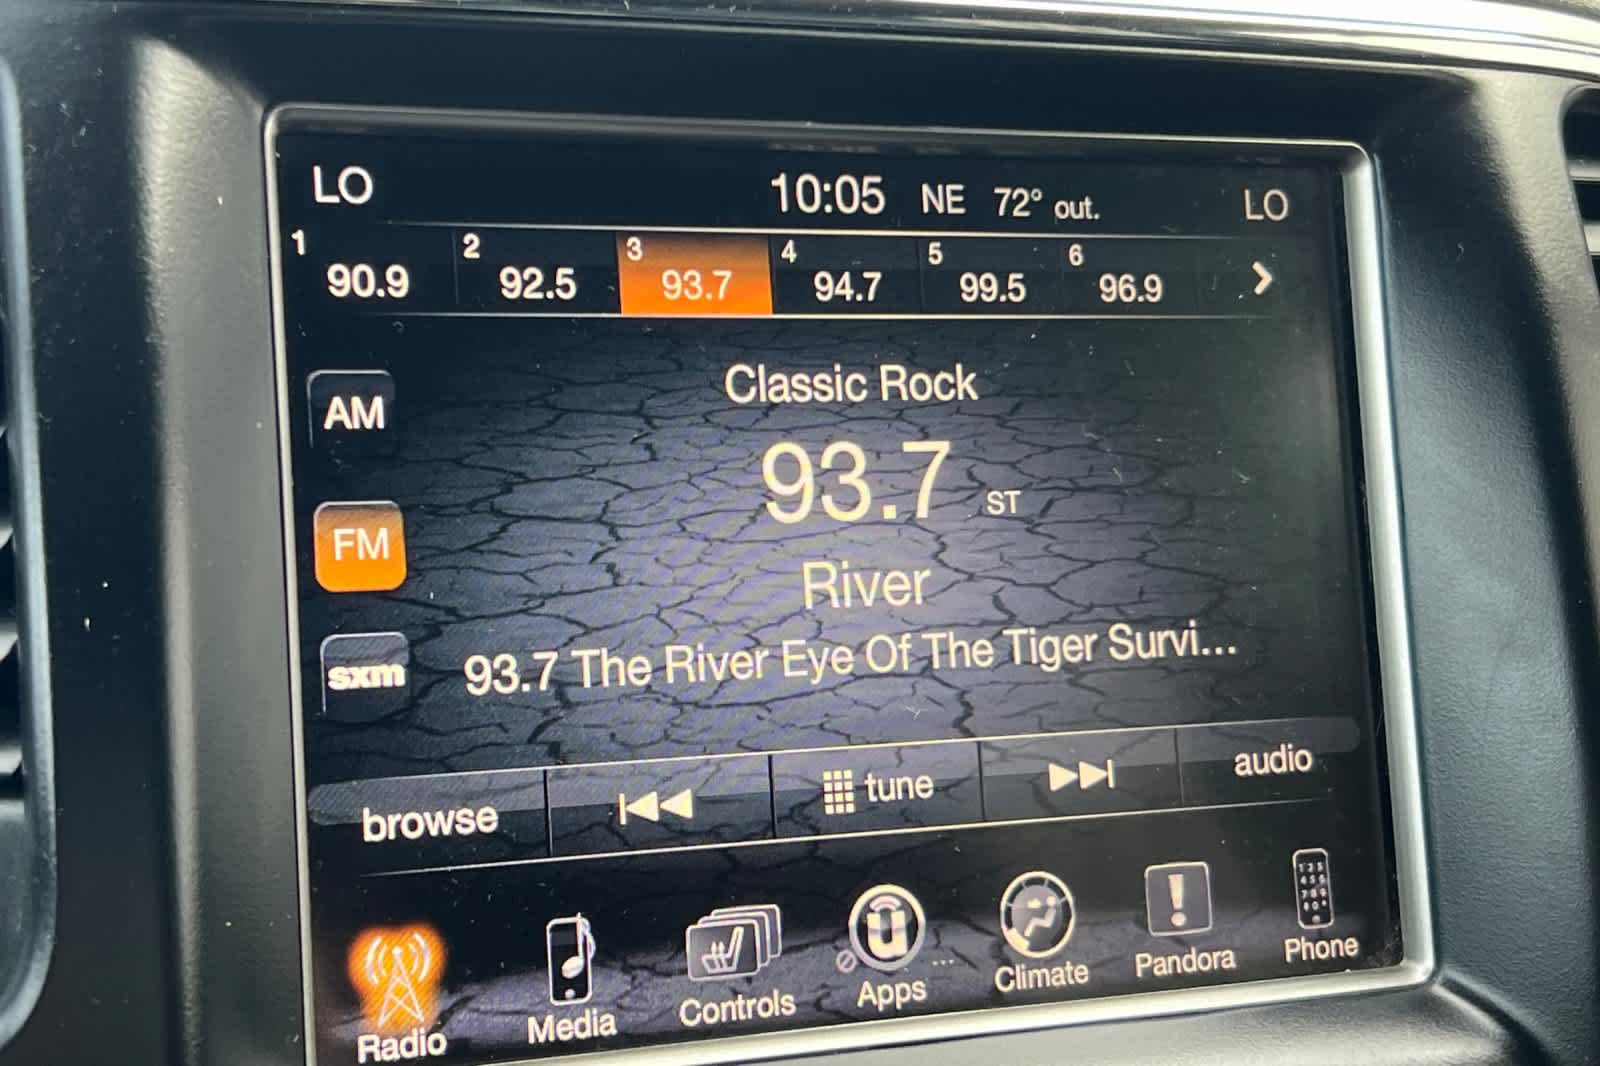 LO 10:05 NE 72° out. LO
1 90.9 2 92.5 3 93.7 4 94.7 5 99.5 6 96.9
Classic Rock
AM
93.7 ST
FM
River
sxm
93.7 The River Eye Of The Tiger Survi...
browse tune audio
Radio Media Controls Apps ... Climate Pandora Phone